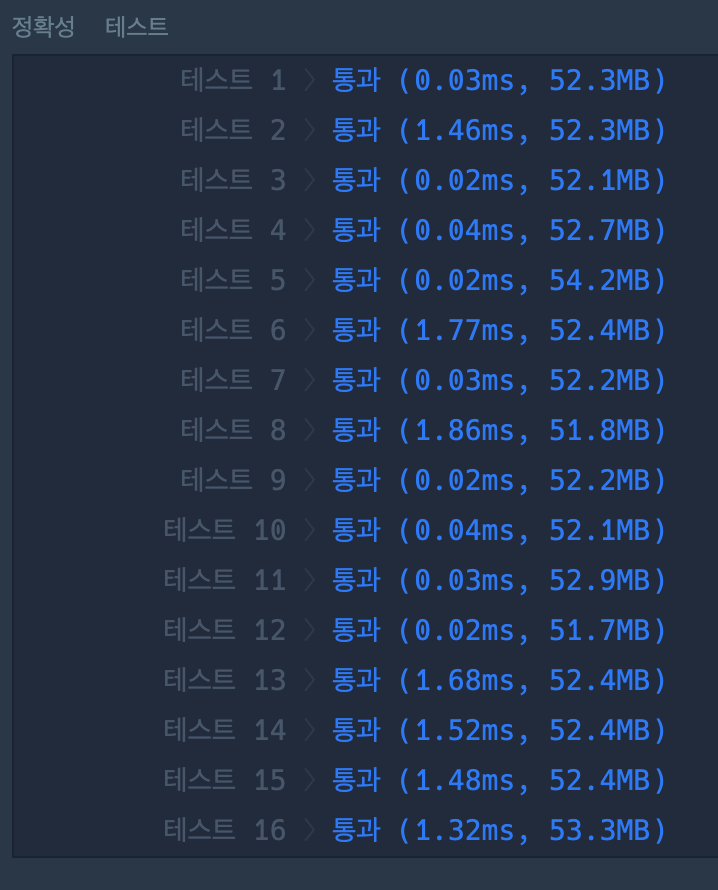 정확성 테스트
테스트 1 〉 통과 (0.03ms, 52.3MB)
테스트 2 〉 통과 (1.46ms, 52.3MB)
테스트 3 〉 통과 (0.02ms, 52.1MB)
테스트 4 〉 통과 (0.04ms, 52.7MB)
테스트 5 〉 통과 (0.02ms, 54.2MB)
테스트 6 〉 통과 (1.77ms, 52.4MB)
테스트 7 〉 통과 (0.03ms, 52.2MB)
테스트 8 〉 통과 (1.86ms, 51.8MB)
테스트 9 〉 통과 (0.02ms, 52.2MB)
테스트 10 〉 통과 (0.04ms, 52.1MB)
테스트 11 〉 통과 (0.03ms, 52.9MB)
테스트 12 〉 통과 (0.02ms, 51.7MB)
테스트 13 〉 통과 (1.68ms, 52.4MB)
테스트 14 〉 통과 (1.52ms, 52.4MB)
테스트 15 〉 통과 (1.48ms, 52.4MB)
테스트 16 〉 통과 (1.32ms, 53.3MB)